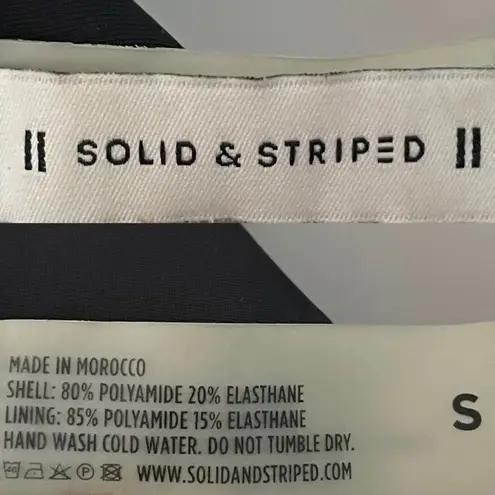 SOLID & STRIPED
MADE IN MOROCCO
SHELL: 80% POLYAMIDE 20% ELASTHANE
LINING: 85% POLYAMIDE 15% ELASTHANE
HAND WASH COLD WATER. DO NOT TUMBLE DRY.
WWW.SOLIDANDSTRIPED.COM
S